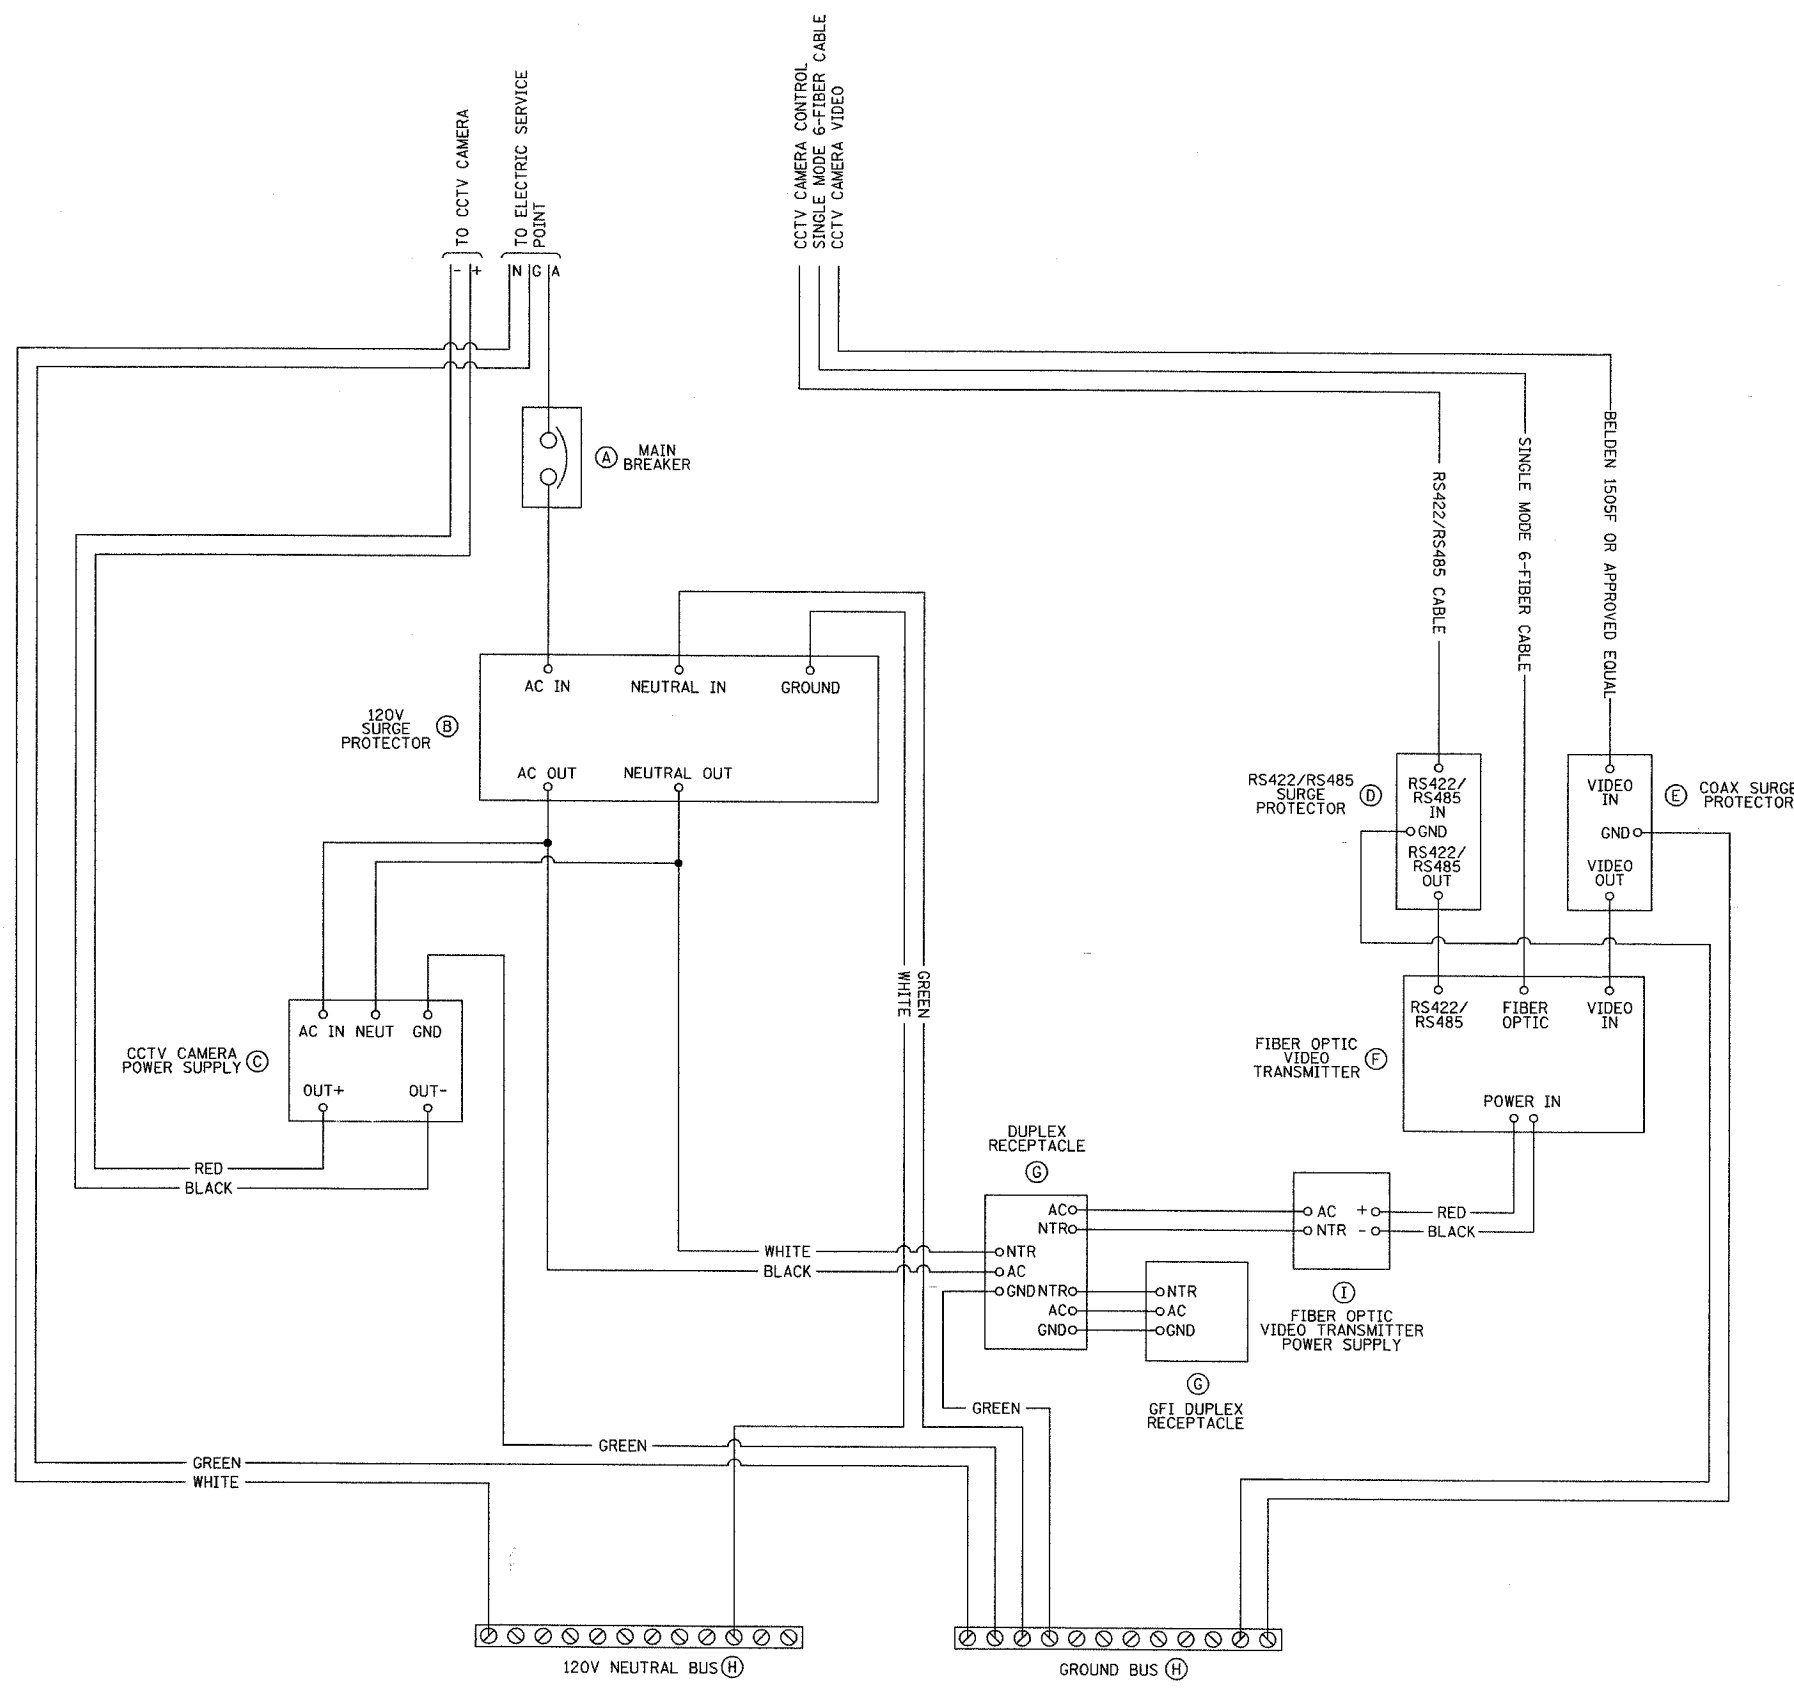 TO CCTV CAMERA
TO ELECTRIC SERVICE
POINT
CCTV CAMERA CONTROL
SINGLE MODE 6-FIBER CABLE
CCTV CAMERA VIDEO
- +
N G A
A MAIN
BREAKER
BELDEN 1505F OR APPROVED EQUAL
SINGLE MODE 6-FIBER CABLE
RS422/RS485 CABLE
AC IN
NEUTRAL IN
GROUND
120V
SURGE
PROTECTOR
B
AC OUT
NEUTRAL OUT
RS422/RS485
SURGE
PROTECTOR
D
RS422/
RS485
IN
GND
RS422/
RS485
OUT
VIDEO
IN
GND
VIDEO
OUT
E
COAX SURGE
PROTECTOR
GREEN
WHITE
AC IN NEUT GND
CCTV CAMERA
POWER SUPPLY
C
OUT+
OUT-
RS422/
RS485
FIBER
OPTIC
VIDEO
IN
FIBER OPTIC
VIDEO
TRANSMITTER
F
POWER IN
RED
BLACK
DUPLEX
RECEPTACLE
G
AC
NTR
NTR
AC
GND
NTR
AC
GND
WHITE
BLACK
AC +
NTR -
RED
BLACK
I
FIBER OPTIC
VIDEO TRANSMITTER
POWER SUPPLY
NTR
AC
GND
G
GFI DUPLEX
RECEPTACLE
GREEN
GREEN
GREEN
WHITE
120V NEUTRAL BUS H
GROUND BUS H